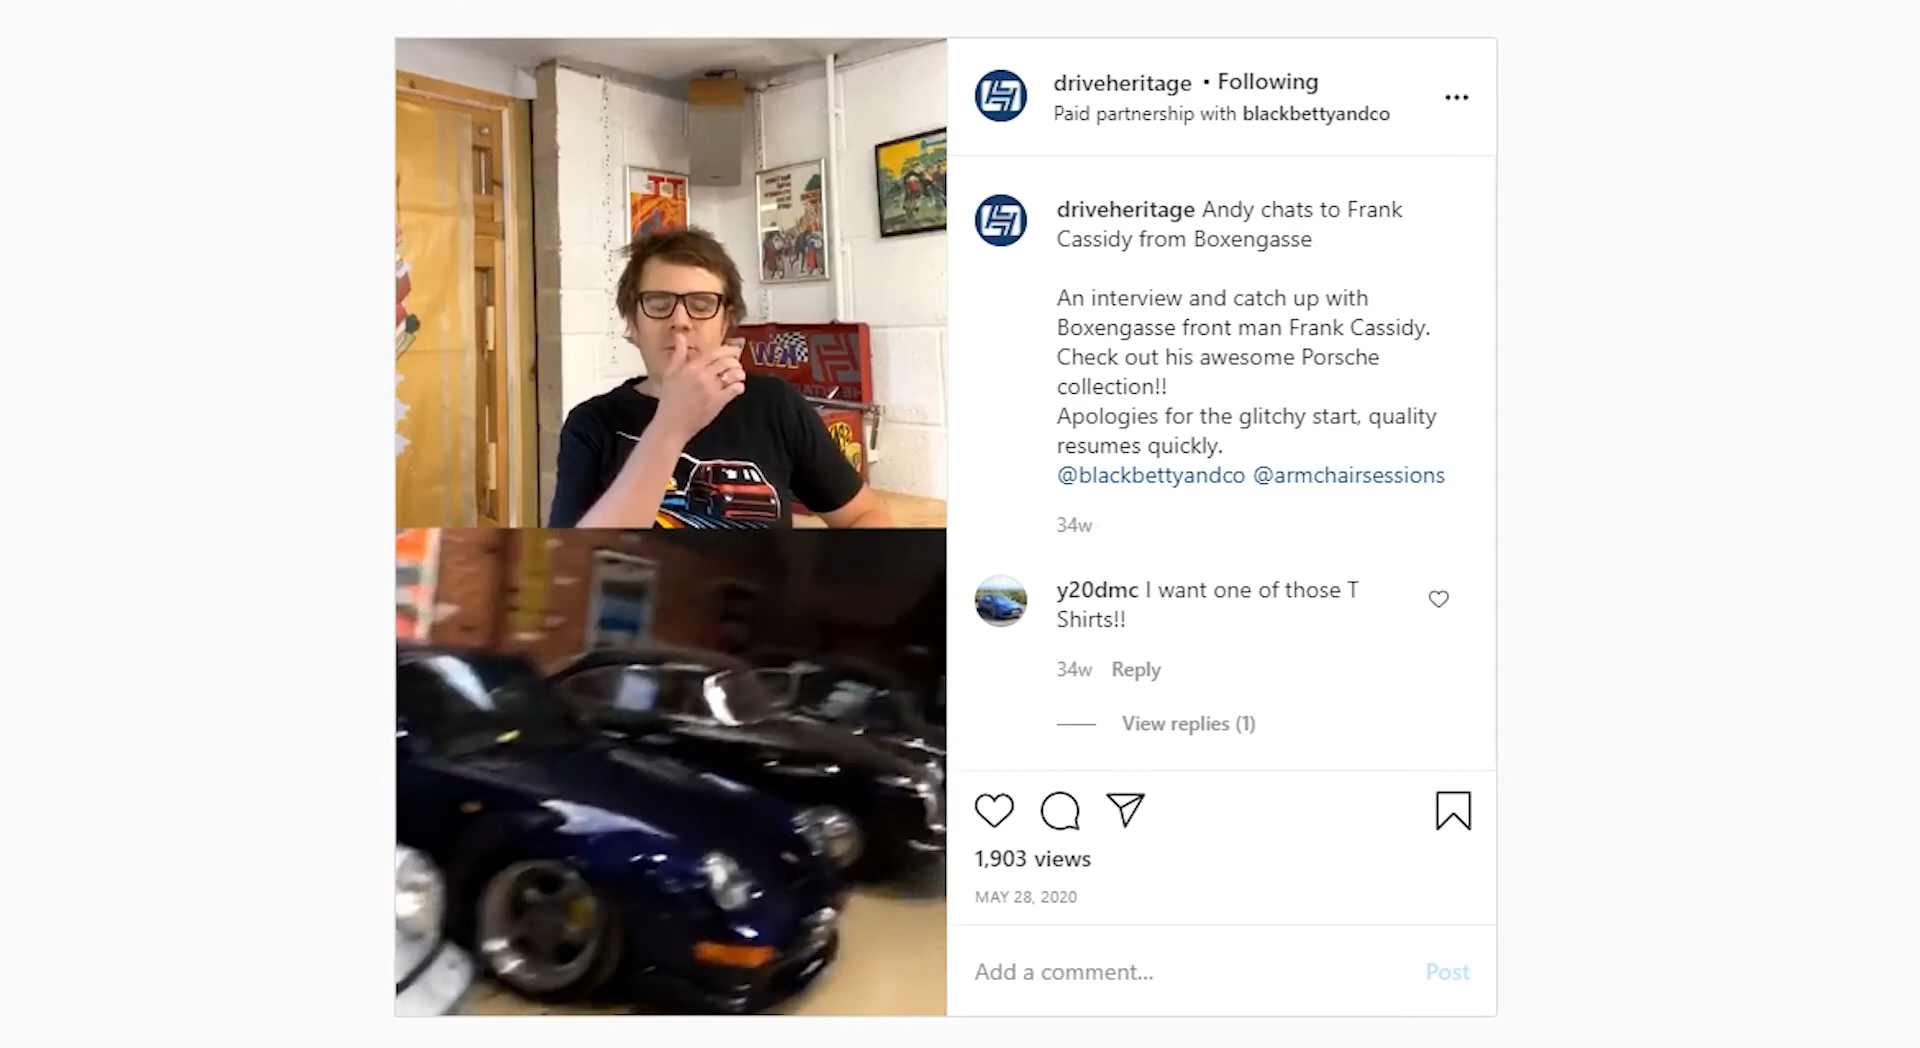 driveheritage • Following
Paid partnership with blackbettyandco
driveheritage Andy chats to Frank
Cassidy from Boxengasse
An interview and catch up with
Boxengasse front man Frank Cassidy.
Check out his awesome Porsche
collection!!
Apologies for the glitchy start, quality
resumes quickly.
@blackbettyandco @armchairsessions
34w
y20dmc I want one of those T
Shirts!!
34w Reply
View replies (1)
1,903 views
MAY 28, 2020
Add a comment...
Post
TT